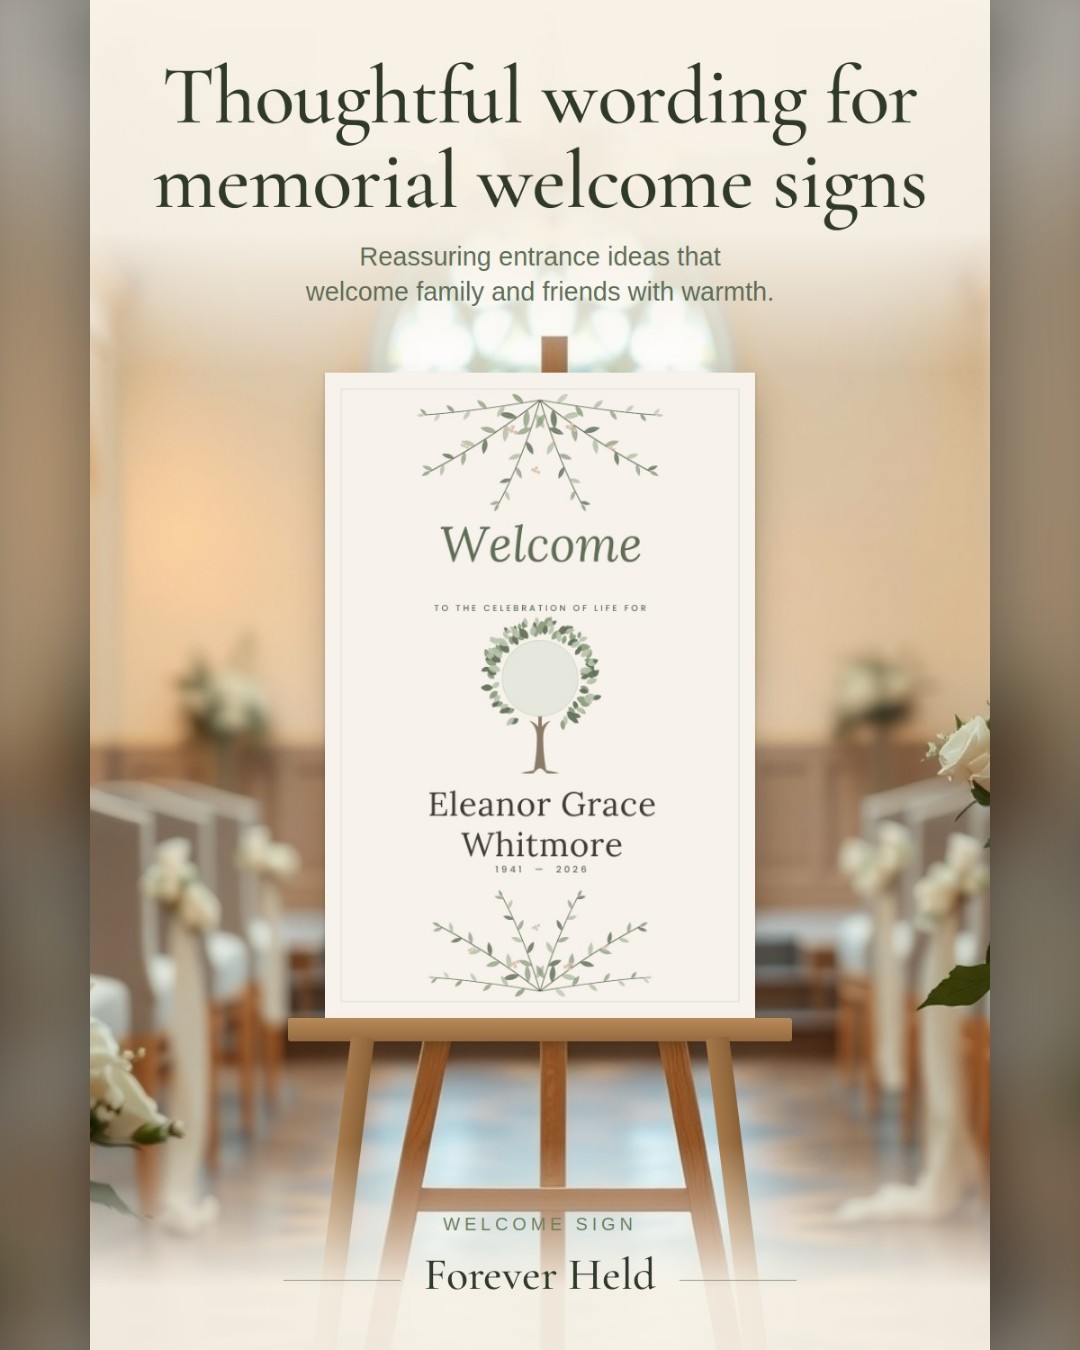 Thoughtful wording for
memorial welcome signs
Reassuring entrance ideas that
welcome family and friends with warmth.
Welcome
TO THE CELEBRATION OF LIFE FOR
Eleanor Grace
Whitmore
1941 — 2026
WELCOME SIGN
Forever Held